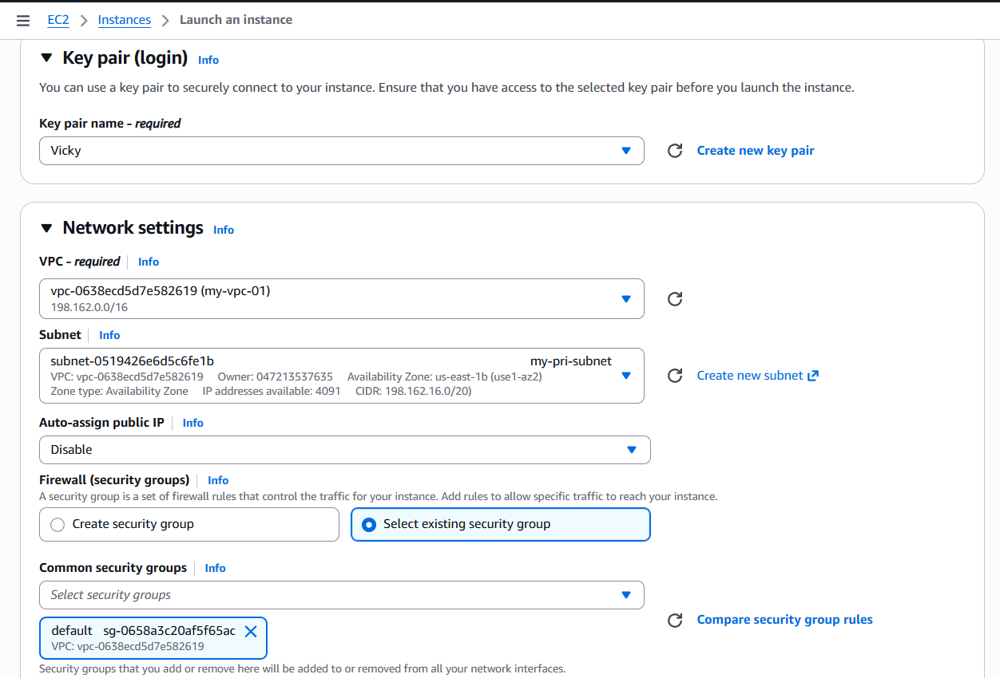 EC2 > Instances > Launch an instance
Key pair (login) Info
You can use a key pair to securely connect to your instance. Ensure that you have access to the selected key pair before you launch the instance.
Key pair name - required
Vicky
Create new key pair
Network settings Info
VPC - required Info
vpc-0638ecd5d7e582619 (my-vpc-01)
198.162.0.0/16
Subnet Info
subnet-0519426e6d5c6fe1b my-pri-subnet
VPC: vpc-0638ecd5d7e582619 Owner: 047213537635 Availability Zone: us-east-1b (use1-az2)
Zone type: Availability Zone IP addresses available: 4091 CIDR: 198.162.16.0/20)
Create new subnet
Auto-assign public IP Info
Disable
Firewall (security groups) Info
A security group is a set of firewall rules that control the traffic for your instance. Add rules to allow specific traffic to reach your instance.
Create security group Select existing security group
Common security groups Info
Select security groups
default sg-0658a3c20af5f65ac
VPC: vpc-0638ecd5d7e582619
Compare security group rules
Security groups that you add or remove here will be added to or removed from all your network interfaces.